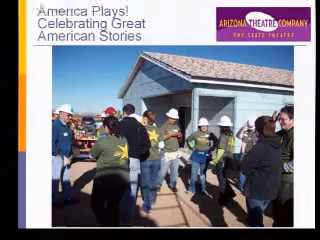 America Plays!
Celebrating Great
American Stories
ARIZONA THEATRE COMPANY
THE STATE THEATRE